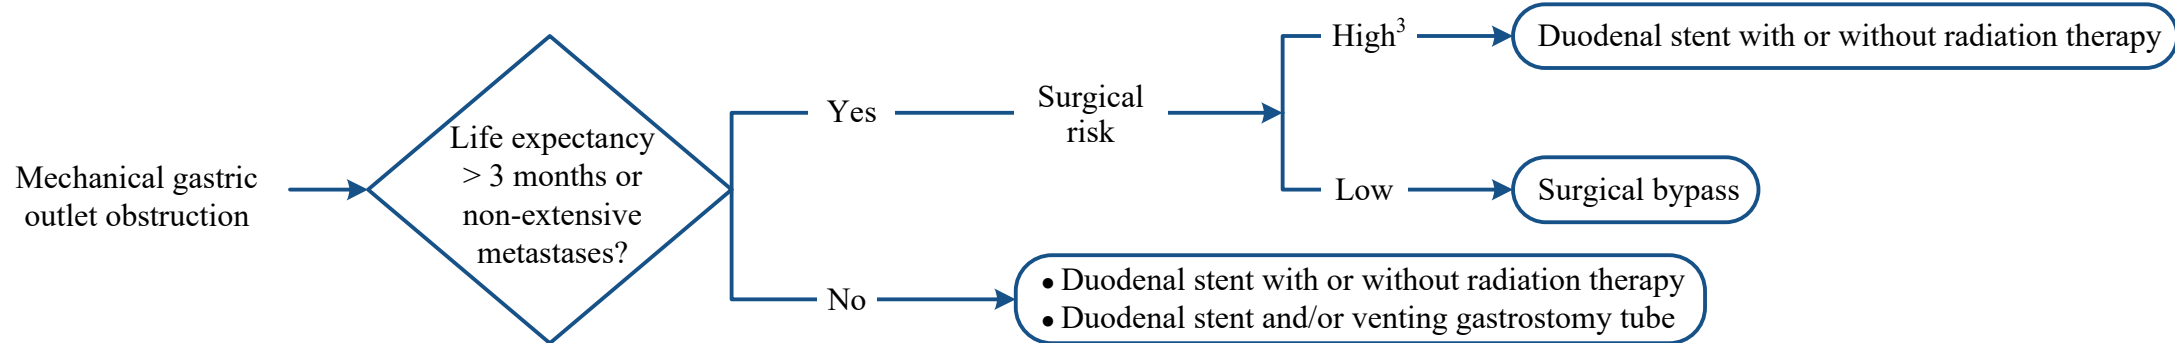 Mechanical gastric
outlet obstruction
Life expectancy
> 3 months or
non-extensive
metastases?
Yes
Surgical
risk
High³
Duodenal stent with or without radiation therapy
Low
Surgical bypass
No
• Duodenal stent with or without radiation therapy
• Duodenal stent and/or venting gastrostomy tube